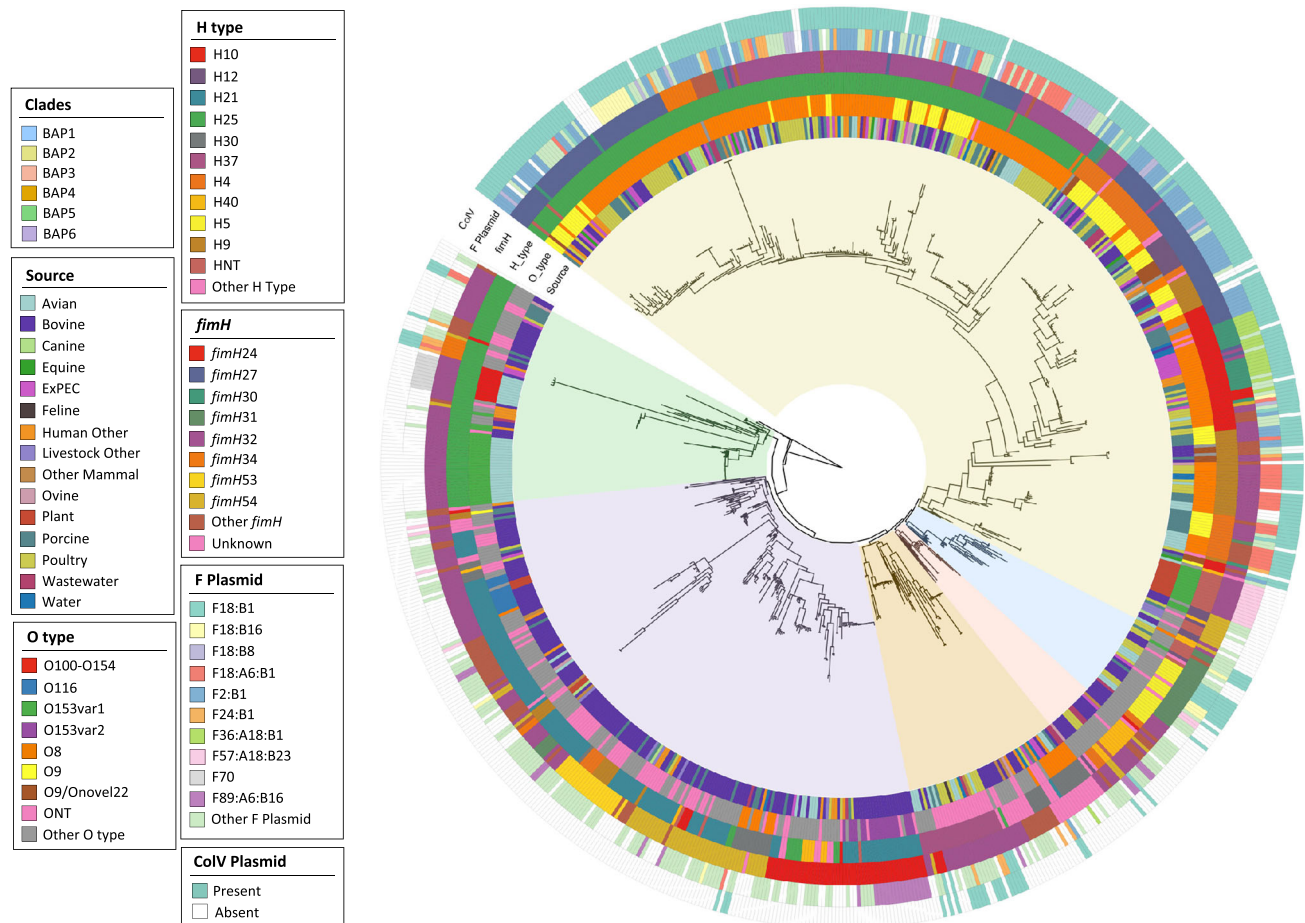 Clades
BAP1
BAP2
BAP3
BAP4
BAP5
BAP6
Source
Avian
Bovine
Canine
Equine
ExPEC
Feline
Human Other
Livestock Other
Other Mammal
Ovine
Plant
Porcine
Poultry
Wastewater
Water
O type
O100-O154
O116
O153var1
O153var2
O8
O9
O9/Onovel22
ONT
Other O type
H type
H10
H12
H21
H25
H30
H37
H4
H40
H5
H9
HNT
Other H Type
fimH
fimH24
fimH27
fimH30
fimH31
fimH32
fimH34
fimH53
fimH54
Other fimH
Unknown
F Plasmid
F18:B1
F18:B16
F18:B8
F18:A6:B1
F2:B1
F24:B1
F36:A18:B1
F57:A18:B23
F70
F89:A6:B16
Other F Plasmid
ColV Plasmid
Present
Absent
ColV
F Plasmid
fimH
H_type
O_type
Source